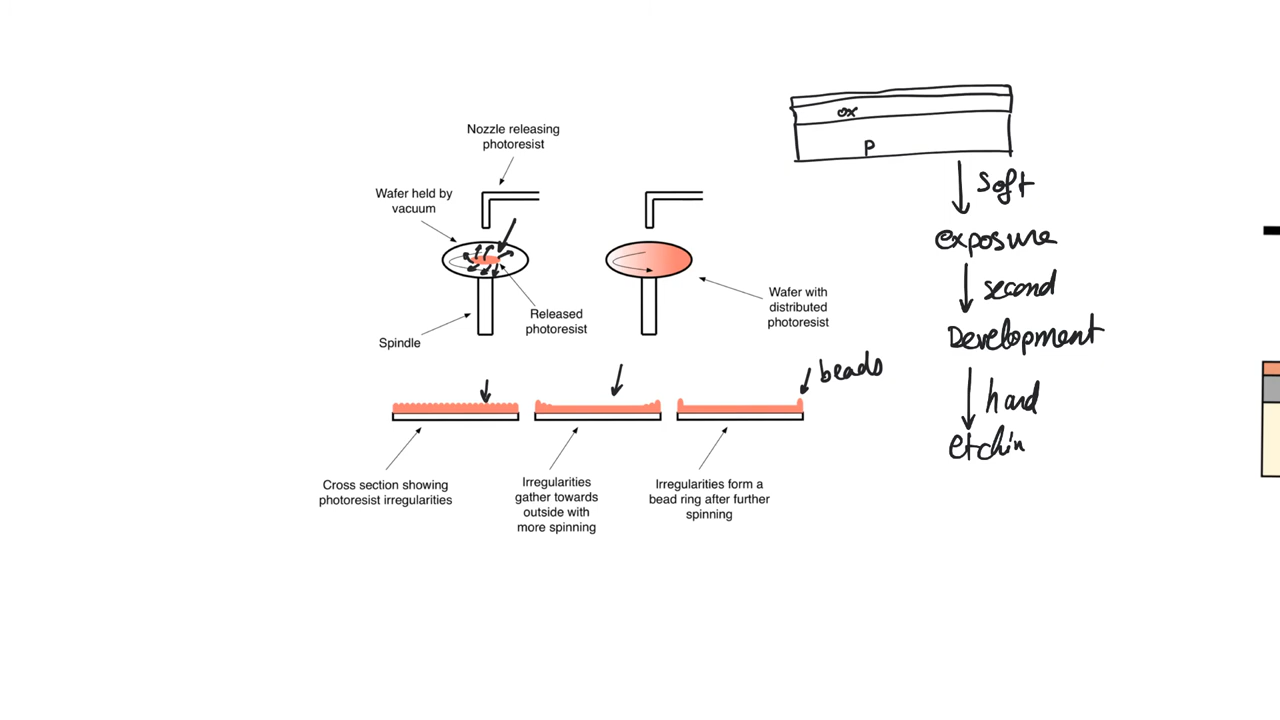 Nozzle releasing
photoresist
Wafer held by
vacuum
Released
photoresist
Spindle
Wafer with
distributed
photoresist
beads
Cross section showing
photoresist irregularities
Irregularities
gather towards
outside with
more spinning
Irregularities form a
bead ring after further
spinning
ox
P
soft
exposure
second
Development
hard
etchin